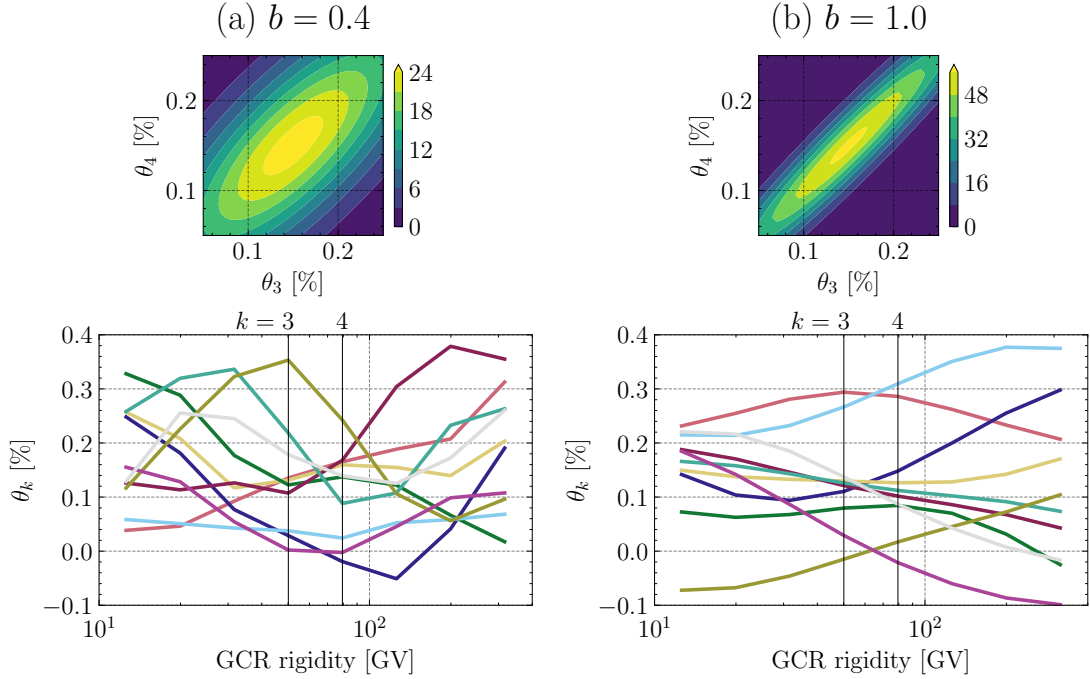 (a) b = 0.4
(b) b = 1.0
θ₄ [%]
0.2
0.1
0.1
0.2
θ₃ [%]
24
18
12
6
0
θ₄ [%]
0.2
0.1
0.1
0.2
θ₃ [%]
48
32
16
0
k = 3
4
θₖ [%]
0.4
0.3
0.2
0.1
0.0
−0.1
10¹
10²
GCR rigidity [GV]
k = 3
4
θₖ [%]
0.4
0.3
0.2
0.1
0.0
−0.1
10¹
10²
GCR rigidity [GV]